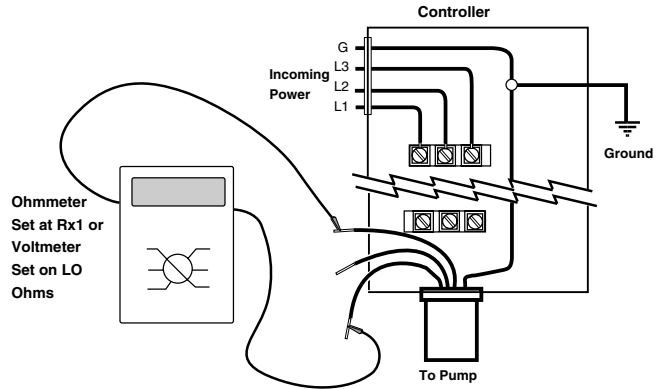 Controller
G
L3
Incoming
Power
L2
L1
Ground
Ohmmeter
Set at Rx1 or
Voltmeter
Set on LO
Ohms
To Pump